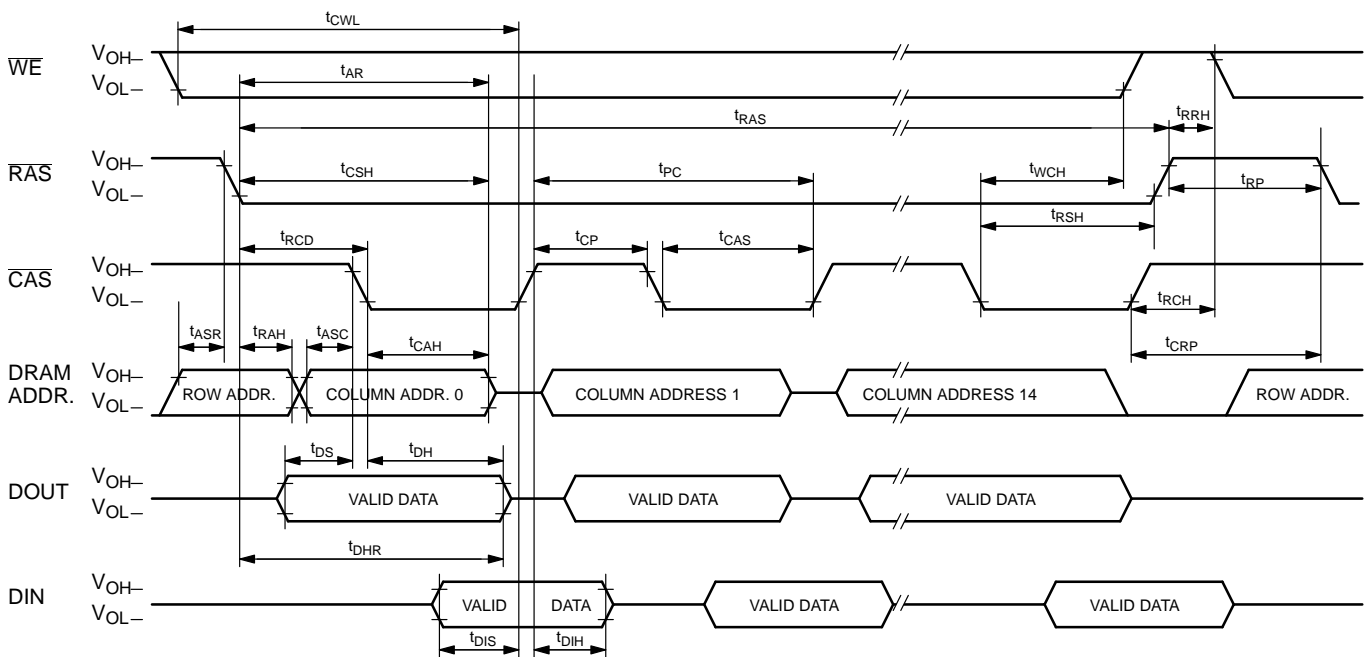 tCWL
WE VOH–
VOL–
tAR
tRAS
tRRH
RAS VOH–
VOL–
tCSH
tPC
tWCH
tRP
tRSH
tRCD
tCP
tCAS
CAS VOH–
VOL–
tRCH
tASR
tRAH
tASC
tCAH
tCRP
DRAM ADDR. VOH–
VOL–
ROW ADDR.
COLUMN ADDR. 0
COLUMN ADDRESS 1
COLUMN ADDRESS 14
ROW ADDR.
tDS
tDH
DOUT VOH–
VOL–
VALID DATA
VALID DATA
VALID DATA
tDHR
DIN VOH–
VOL–
VALID DATA
VALID DATA
VALID DATA
tDIS
tDIH